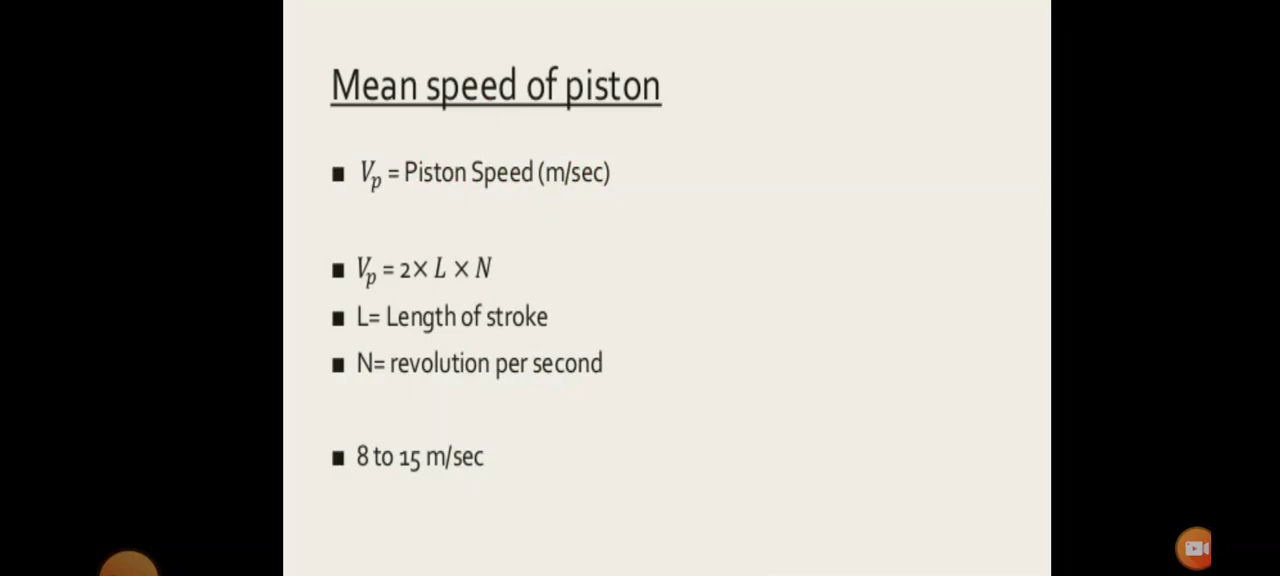 Mean speed of piston
■ Vₚ = Piston Speed (m/sec)
■ Vₚ = 2× L × N
■ L= Length of stroke
■ N= revolution per second
■ 8 to 15 m/sec